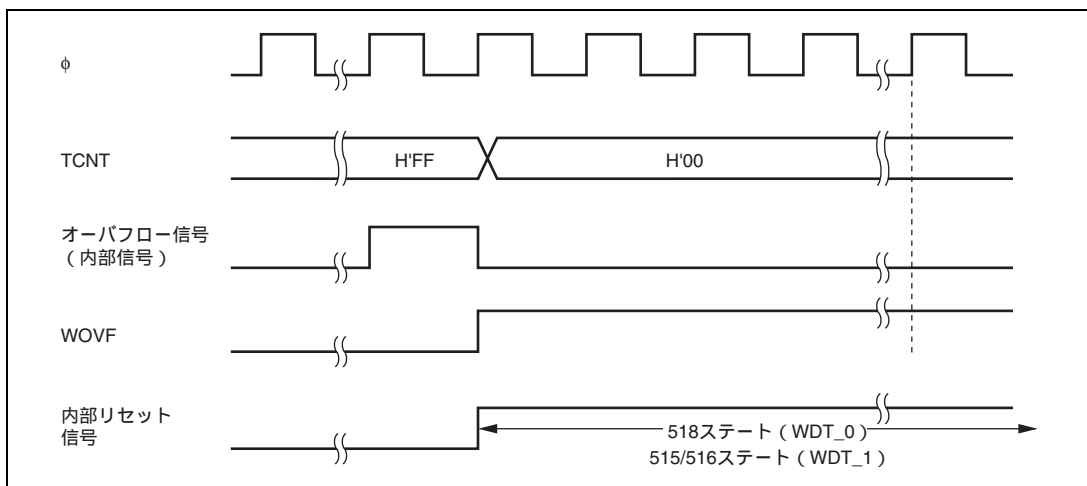 φ
TCNT
H'FF
H'00
オーバフロー信号
（内部信号）
WOVF
内部リセット
信号
518ステート（WDT_0）
515/516ステート（WDT_1）